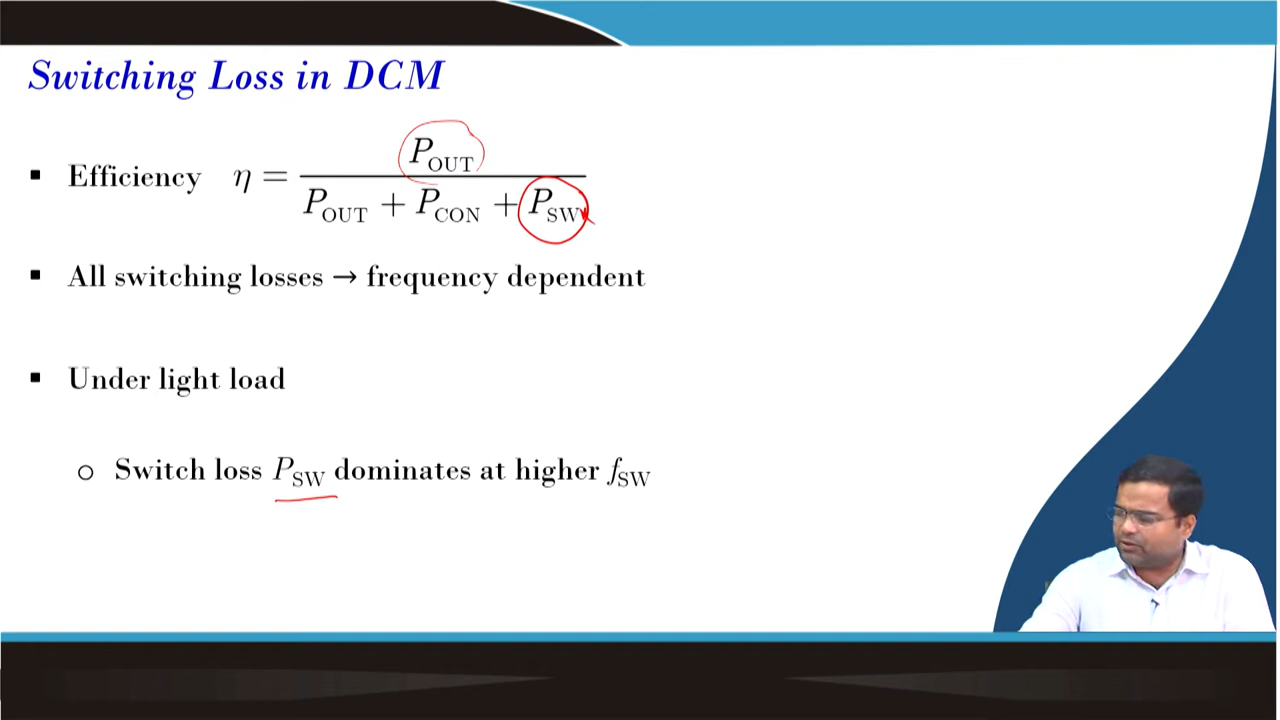 Switching Loss in DCM
▪ Efficiency η = P_OUT / (P_OUT + P_CON + P_SW)
▪ All switching losses → frequency dependent
▪ Under light load
o Switch loss P_SW dominates at higher f_SW